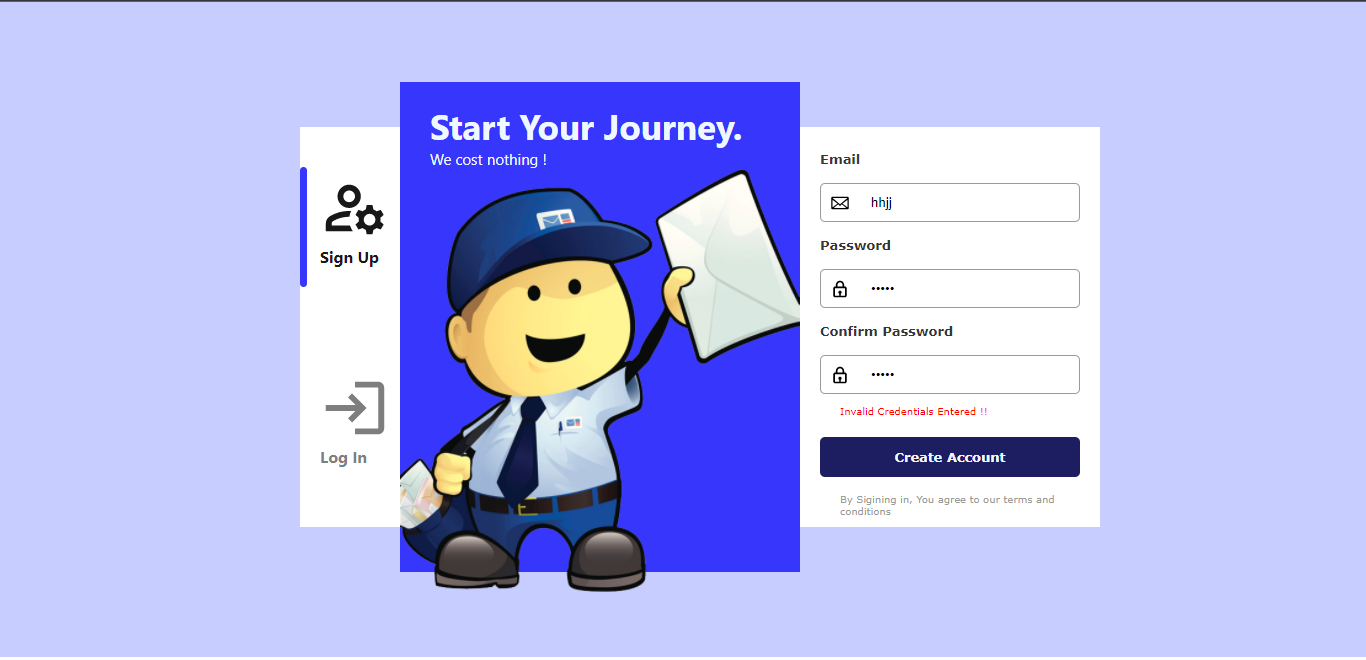 Start Your Journey.
We cost nothing !
Sign Up
Log In
Email
hhjj
Password
•••••
Confirm Password
•••••
Invalid Credentials Entered !!
Create Account
By Sigining in, You agree to our terms and
conditions